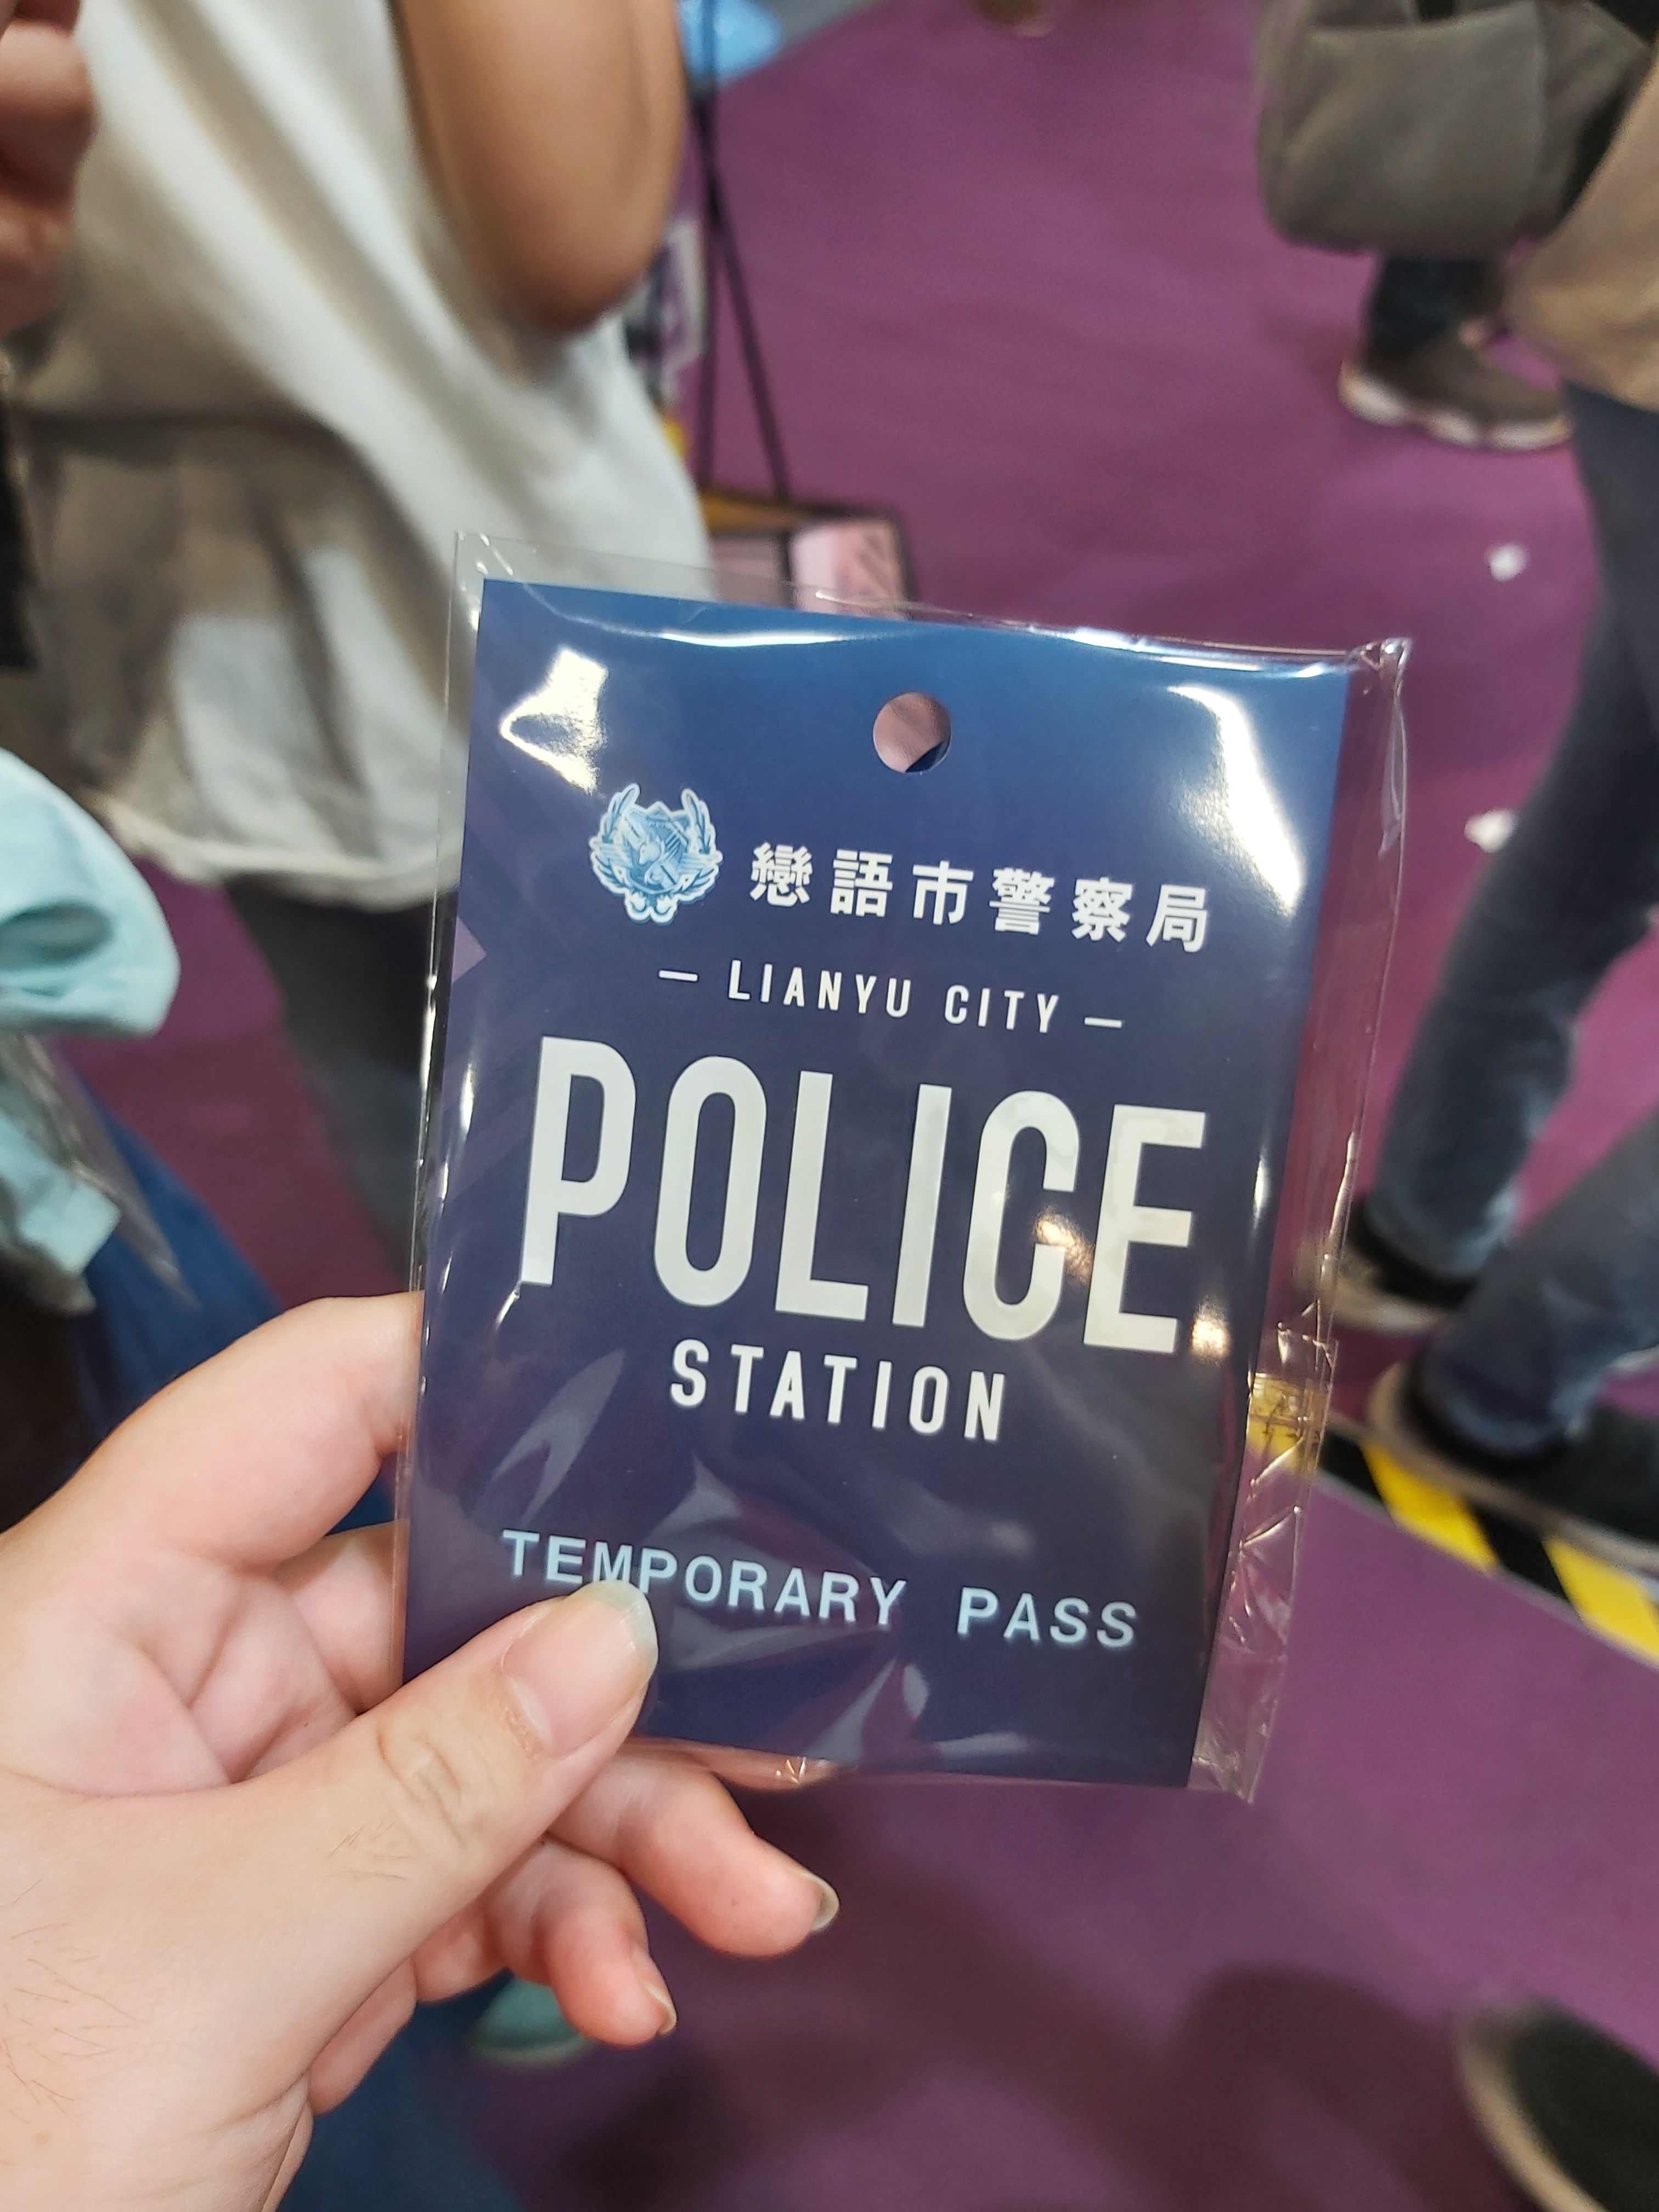 戀語市警察局
— LIANYU CITY —
POLICE
STATION
TEMPORARY PASS